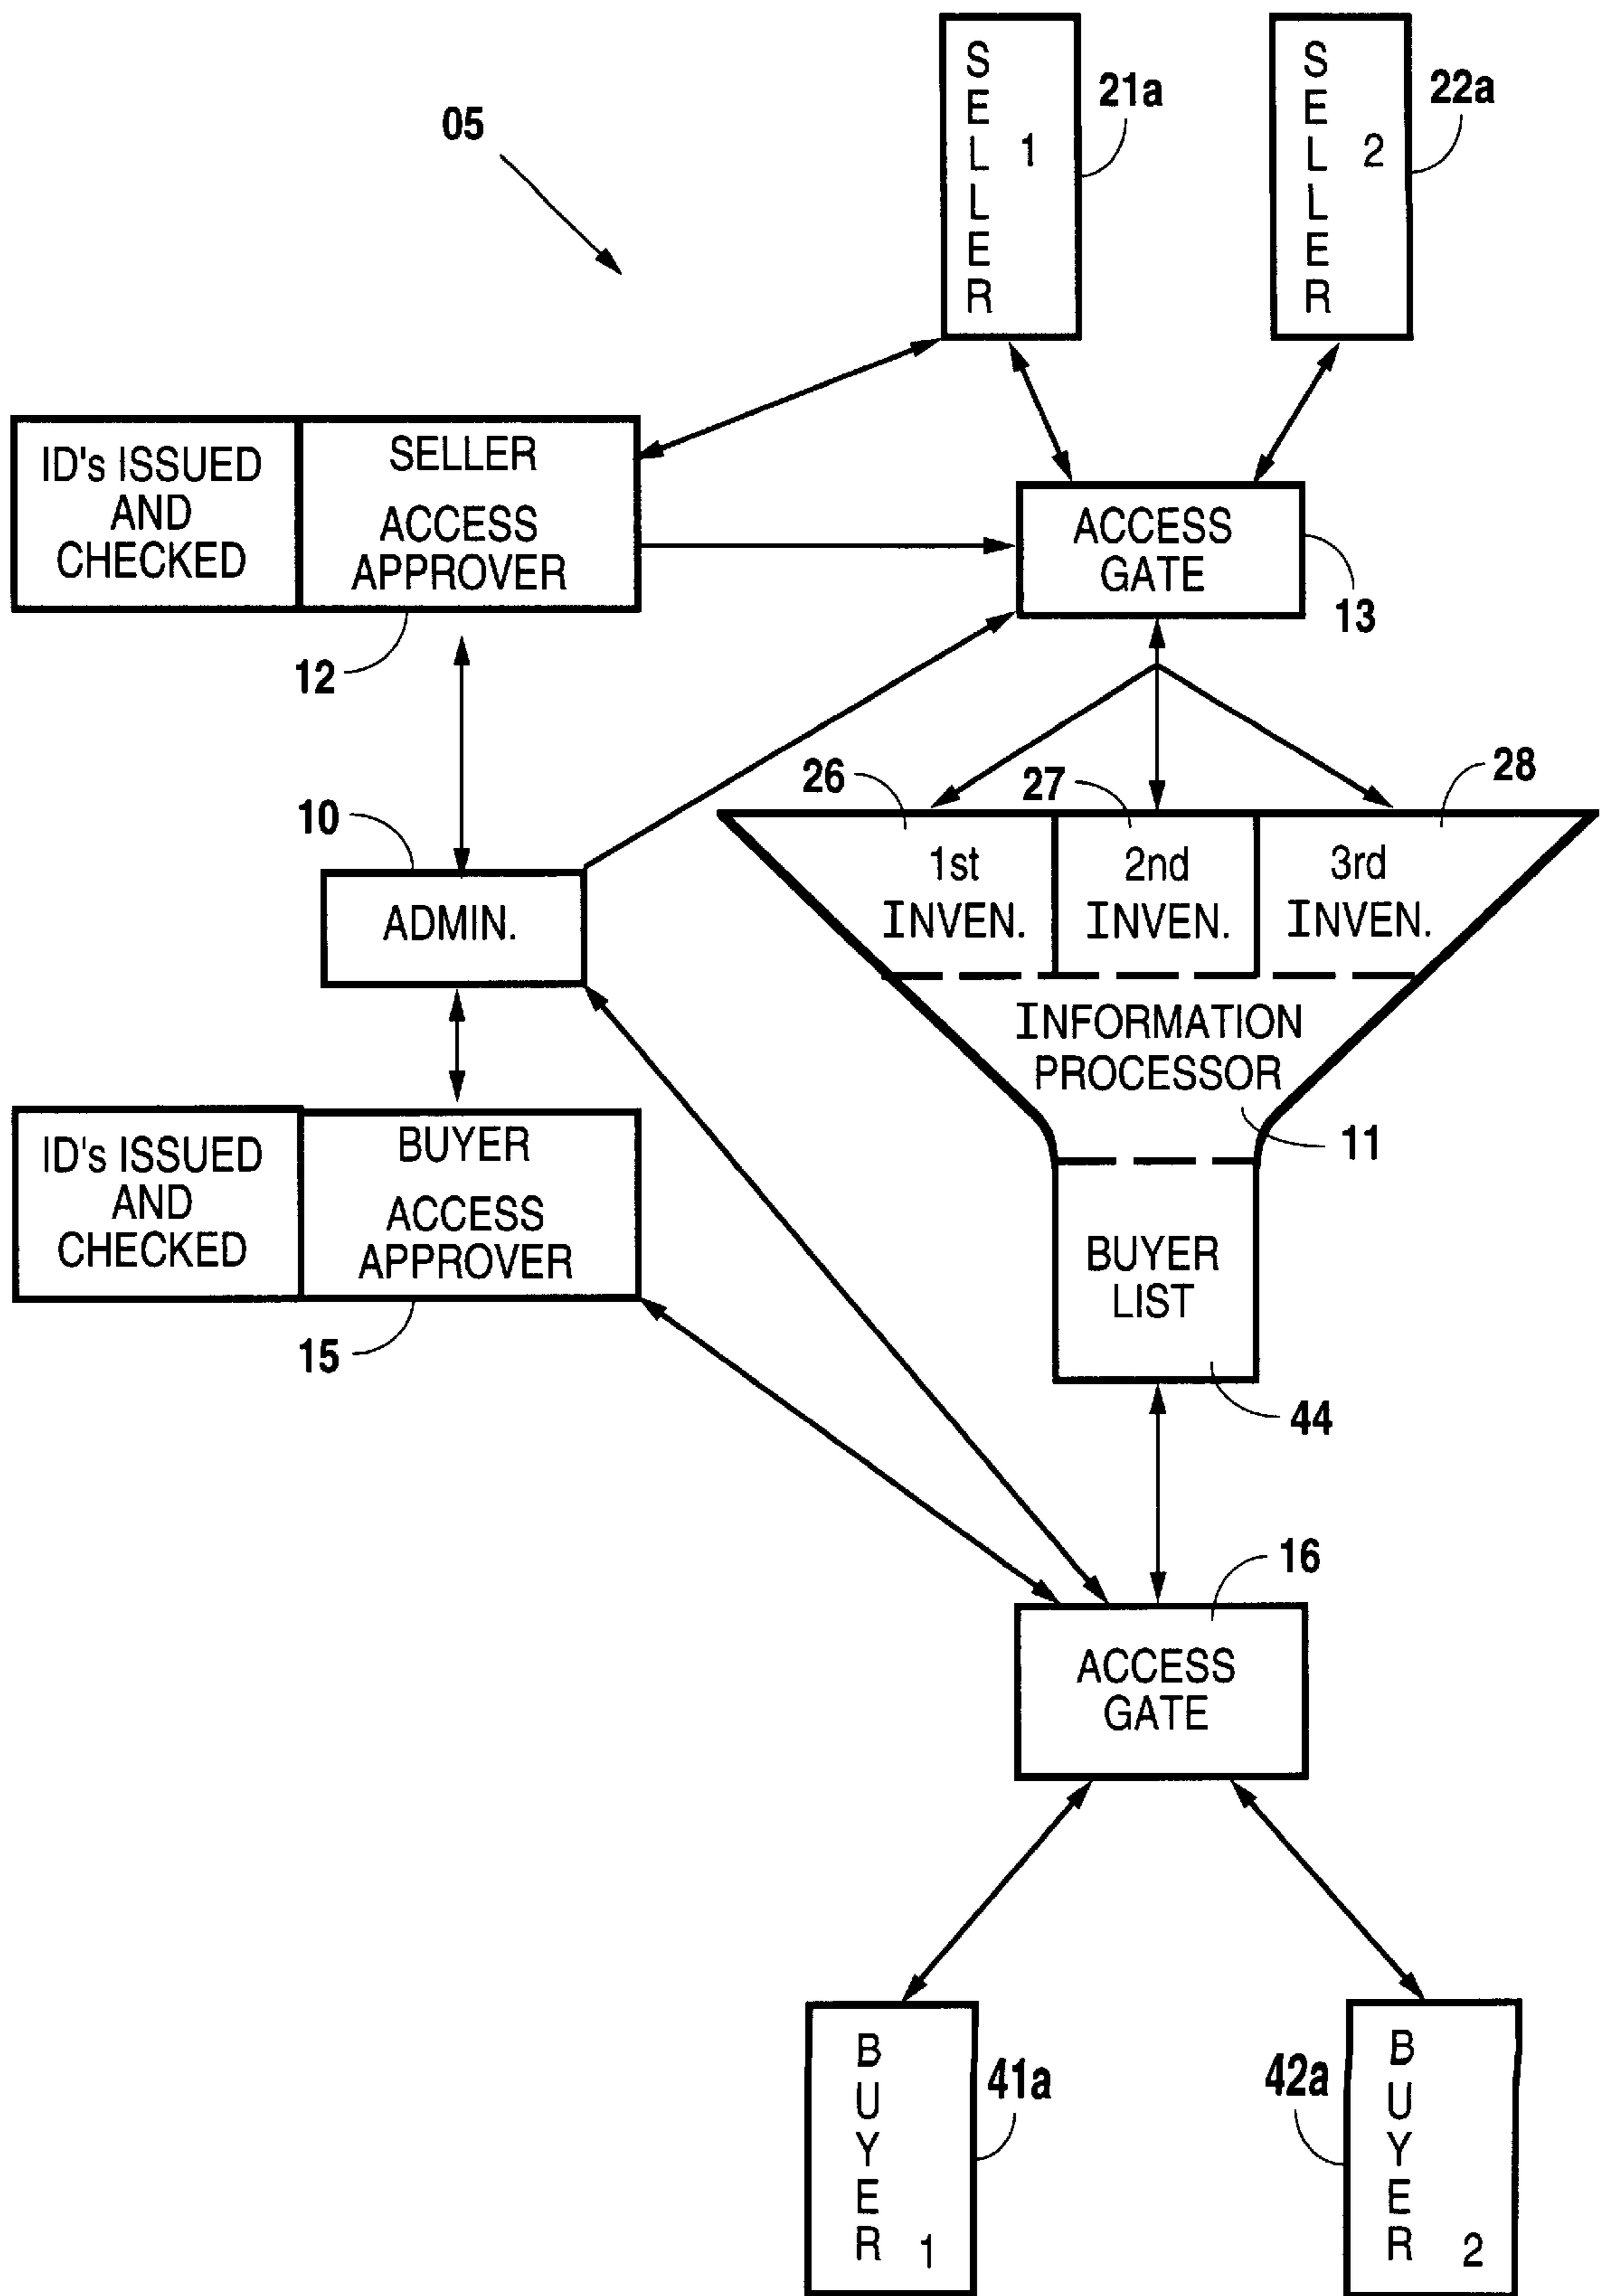 05
SELLER 1
21a
SELLER 2
22a
ID's ISSUED
AND
CHECKED
SELLER
ACCESS
APPROVER
12
ACCESS
GATE
13
10
ADMIN.
26
27
28
1st
INVEN.
2nd
INVEN.
3rd
INVEN.
INFORMATION
PROCESSOR
11
ID's ISSUED
AND
CHECKED
BUYER
ACCESS
APPROVER
15
BUYER
LIST
44
16
ACCESS
GATE
BUYER 1
41a
42a
BUYER 2